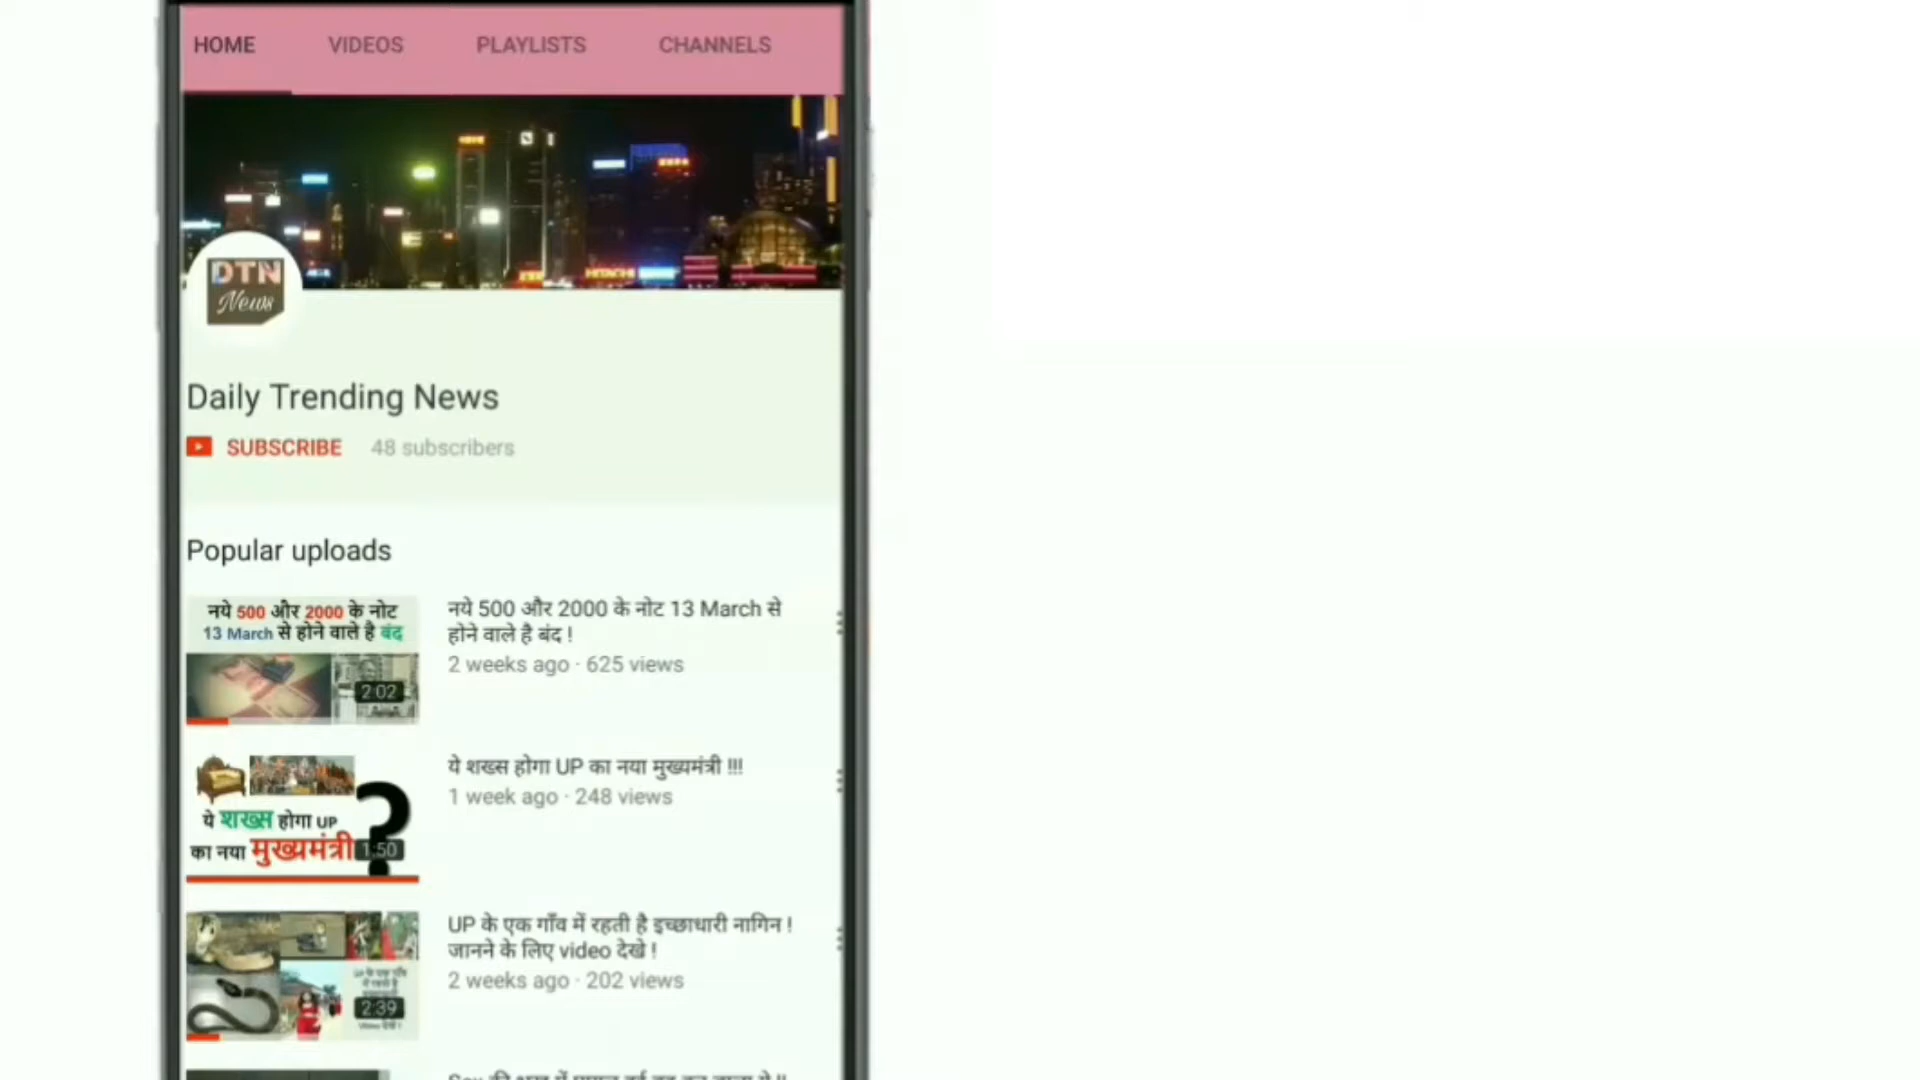 HOME VIDEOS PLAYLISTS CHANNELS
HITACHI
DTN
News
Daily Trending News
SUBSCRIBE 48 subscribers
Popular uploads
नये 500 और 2000 के नोट
13 March से होने वाले है बंद
2:02
नये 500 और 2000 के नोट 13 March से
होने वाले है बंद !
2 weeks ago · 625 views
ये शख्स होगा UP
का नया मुख्यमंत्री
?
1:50
ये शख्स होगा UP का नया मुख्यमंत्री !!!
1 week ago · 248 views
2:39
UP के एक गाँव में रहती है इच्छाधारी नागिन !
जानने के लिए video देखे !
2 weeks ago · 202 views